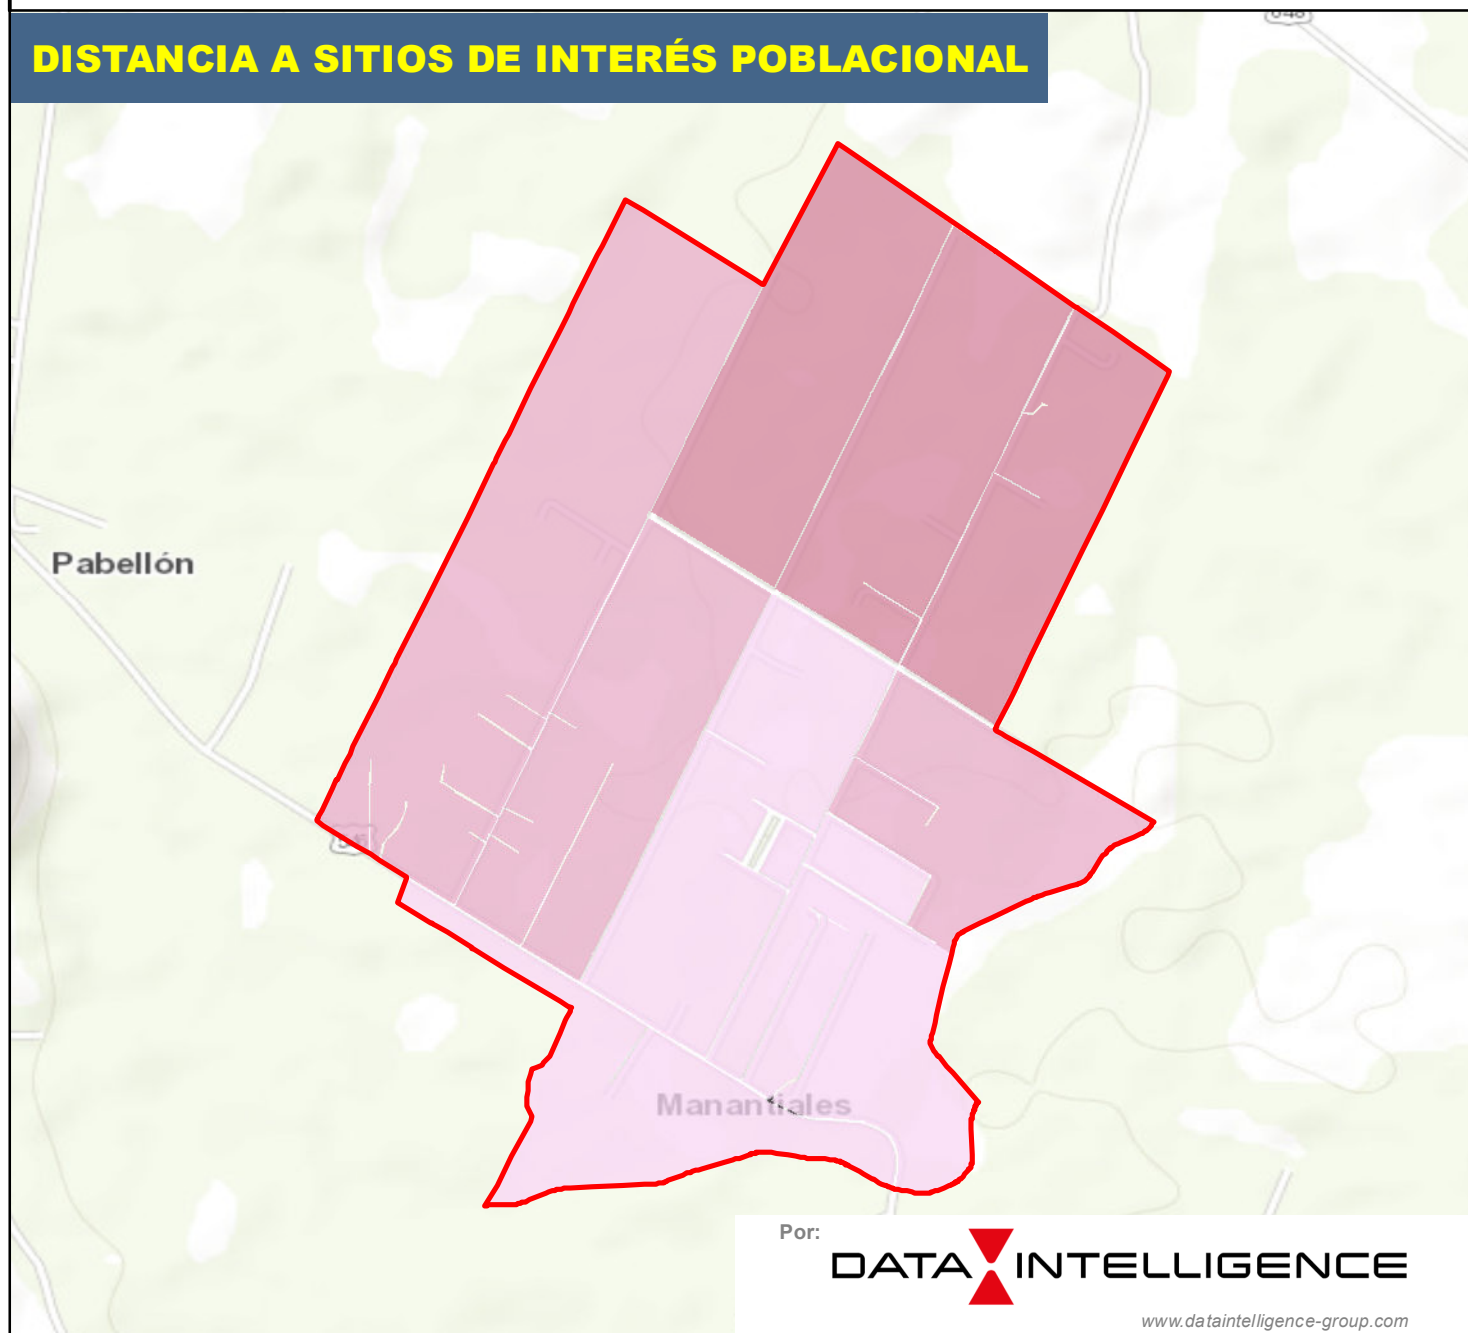 DISTANCIA A SITIOS DE INTERÉS POBLACIONAL
Pabellón
Manantiales
Por:
DATA INTELLIGENCE
www.dataintelligence-group.com